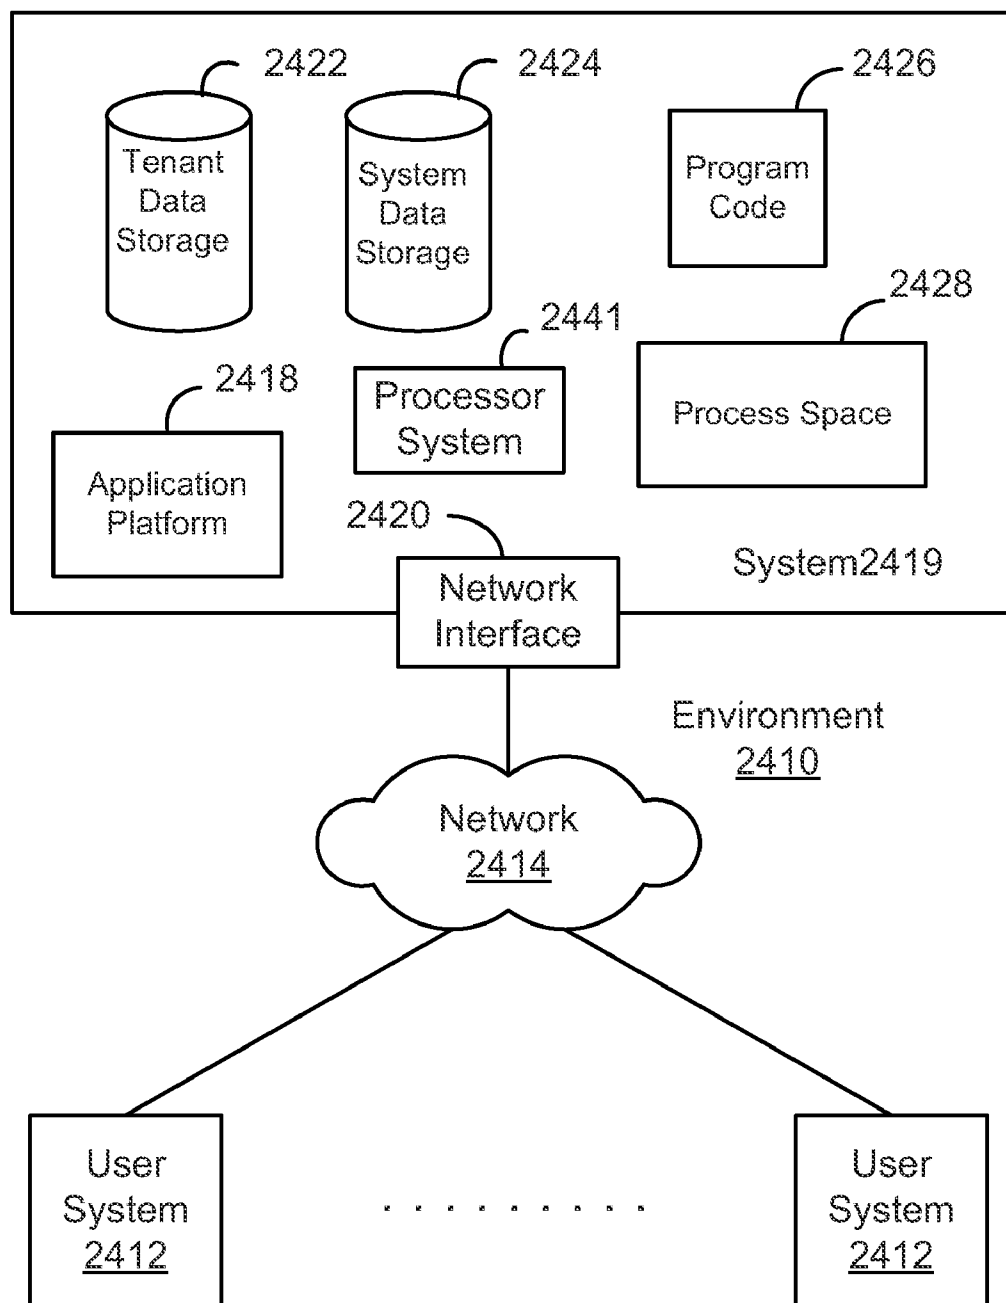 2422
2424
2426
Tenant
Data
Storage
System
Data
Storage
Program
Code
2428
2441
2418
Processor
System
Process Space
Application
Platform
2420
System2419
Network
Interface
Environment
2410
Network
2414
User
System
2412
User
System
2412